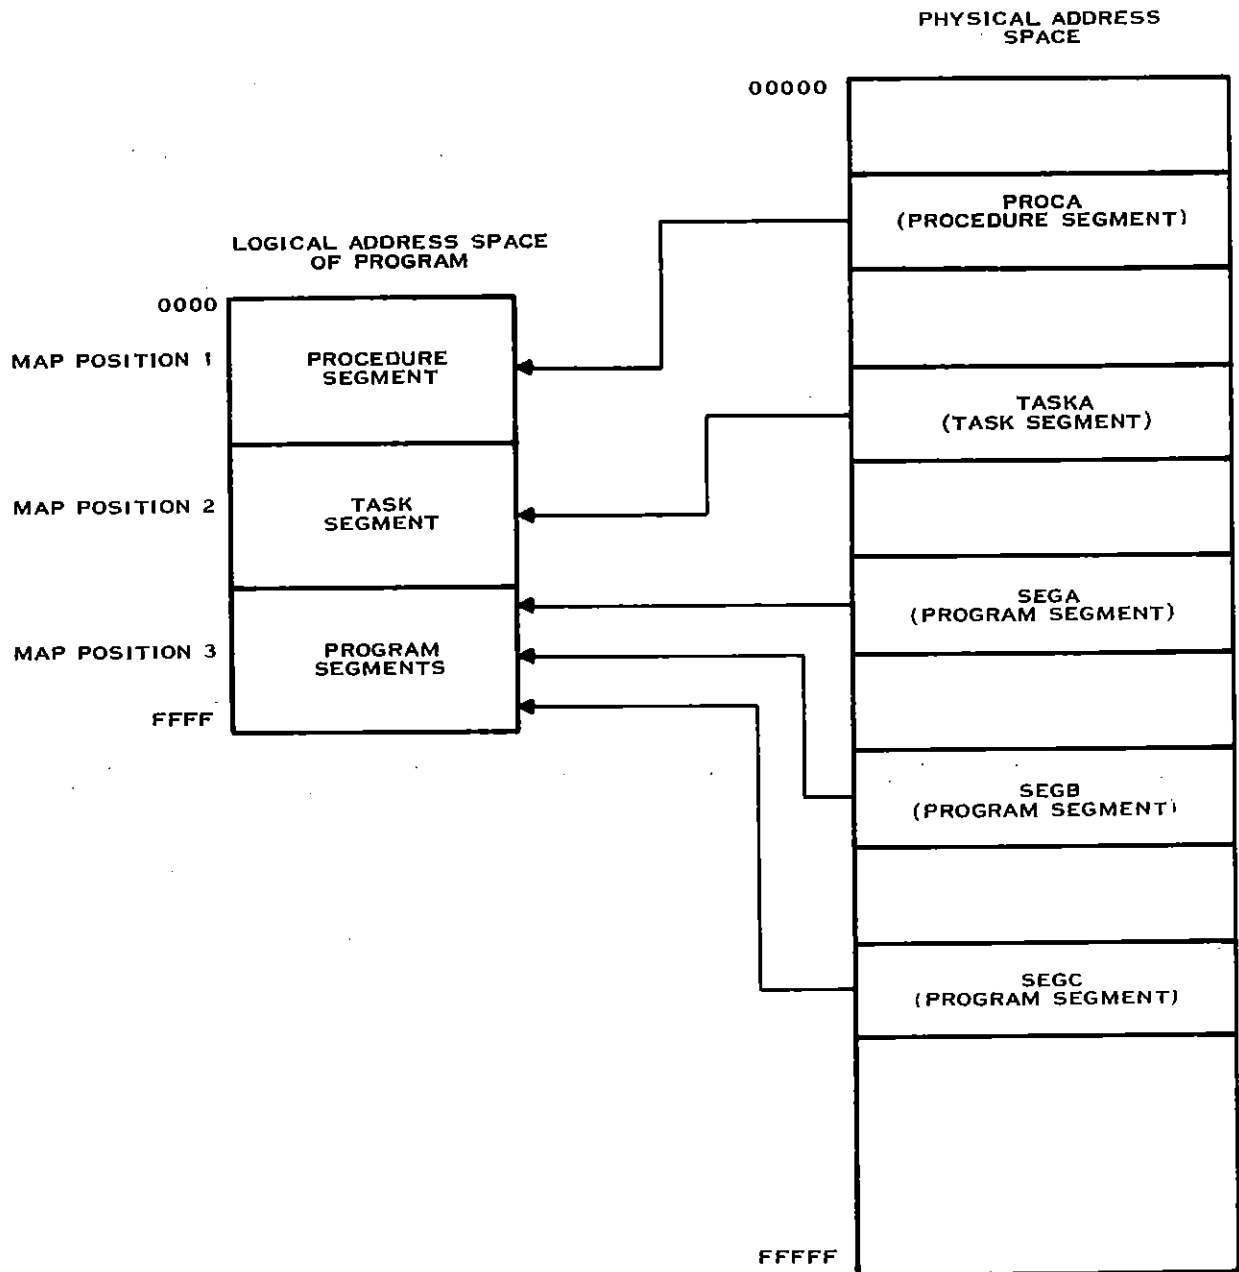 PHYSICAL ADDRESS
SPACE
00000
PROCA
(PROCEDURE SEGMENT)
LOGICAL ADDRESS SPACE
OF PROGRAM
0000
MAP POSITION 1
PROCEDURE
SEGMENT
TASKA
(TASK SEGMENT)
MAP POSITION 2
TASK
SEGMENT
SEGA
(PROGRAM SEGMENT)
MAP POSITION 3
PROGRAM
SEGMENTS
FFFF
SEGB
(PROGRAM SEGMENT)
SEGC
(PROGRAM SEGMENT)
FFFFF